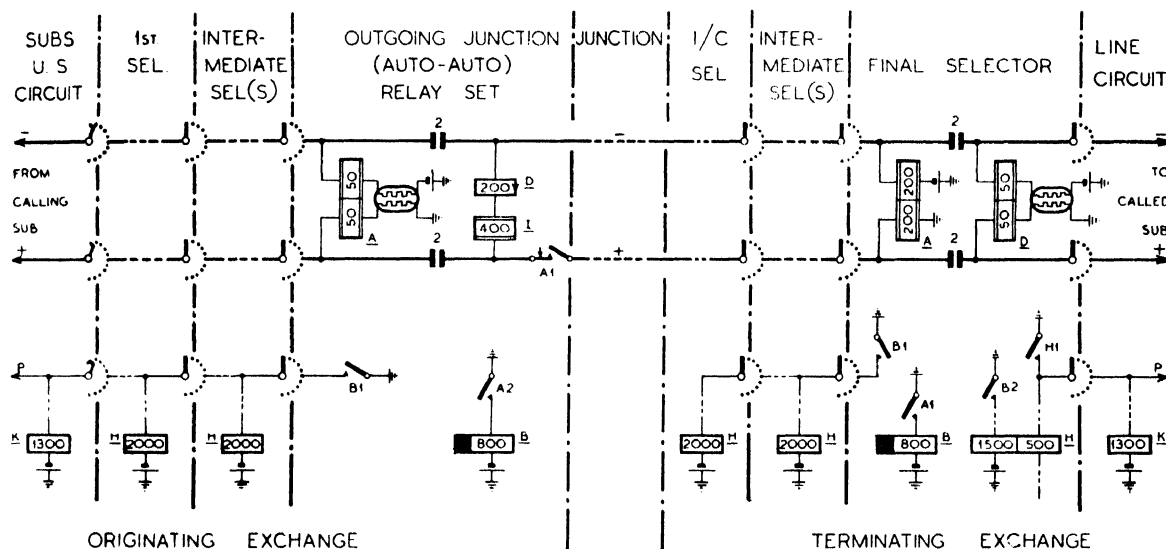 SUBS
U.S
CIRCUIT
1ST.
SEL.
INTER-
MEDIATE
SEL(S)
OUTGOING JUNCTION
(AUTO-AUTO)
RELAY SET
JUNCTION
I/C
SEL
INTER-
MEDIATE
SEL(S)
FINAL SELECTOR
LINE
CIRCUIT
- 2 - 2 -
FROM
CALLING
SUB
+
50
50
A
200 D
400 I
2
A1
+
200
200
A
2
50
50
D
TO
CALLED
SUB
+
P
B1
A2
B1
A1
B2
H1
P
K 1300
H 2000
H 2000
800 B
2000 H
2000 H
800 B
1500 500 H
1300 K
ORIGINATING EXCHANGE
TERMINATING EXCHANGE